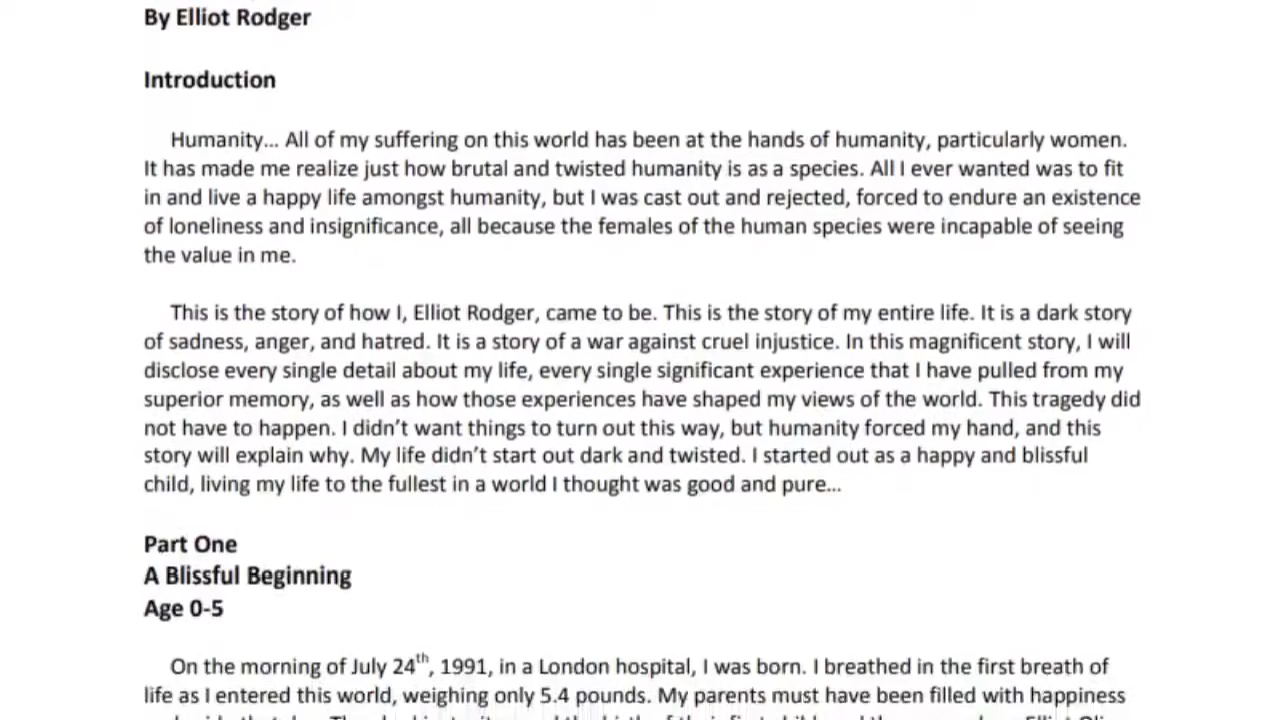 By Elliot Rodger
Introduction
Humanity... All of my suffering on this world has been at the hands of humanity, particularly women.
It has made me realize just how brutal and twisted humanity is as a species. All I ever wanted was to fit
in and live a happy life amongst humanity, but I was cast out and rejected, forced to endure an existence
of loneliness and insignificance, all because the females of the human species were incapable of seeing
the value in me.
This is the story of how I, Elliot Rodger, came to be. This is the story of my entire life. It is a dark story
of sadness, anger, and hatred. It is a story of a war against cruel injustice. In this magnificent story, I will
disclose every single detail about my life, every single significant experience that I have pulled from my
superior memory, as well as how those experiences have shaped my views of the world. This tragedy did
not have to happen. I didn't want things to turn out this way, but humanity forced my hand, and this
story will explain why. My life didn't start out dark and twisted. I started out as a happy and blissful
child, living my life to the fullest in a world I thought was good and pure...
Part One
A Blissful Beginning
Age 0-5
On the morning of July 24th, 1991, in a London hospital, I was born. I breathed in the first breath of
life as I entered this world, weighing only 5.4 pounds. My parents must have been filled with happiness